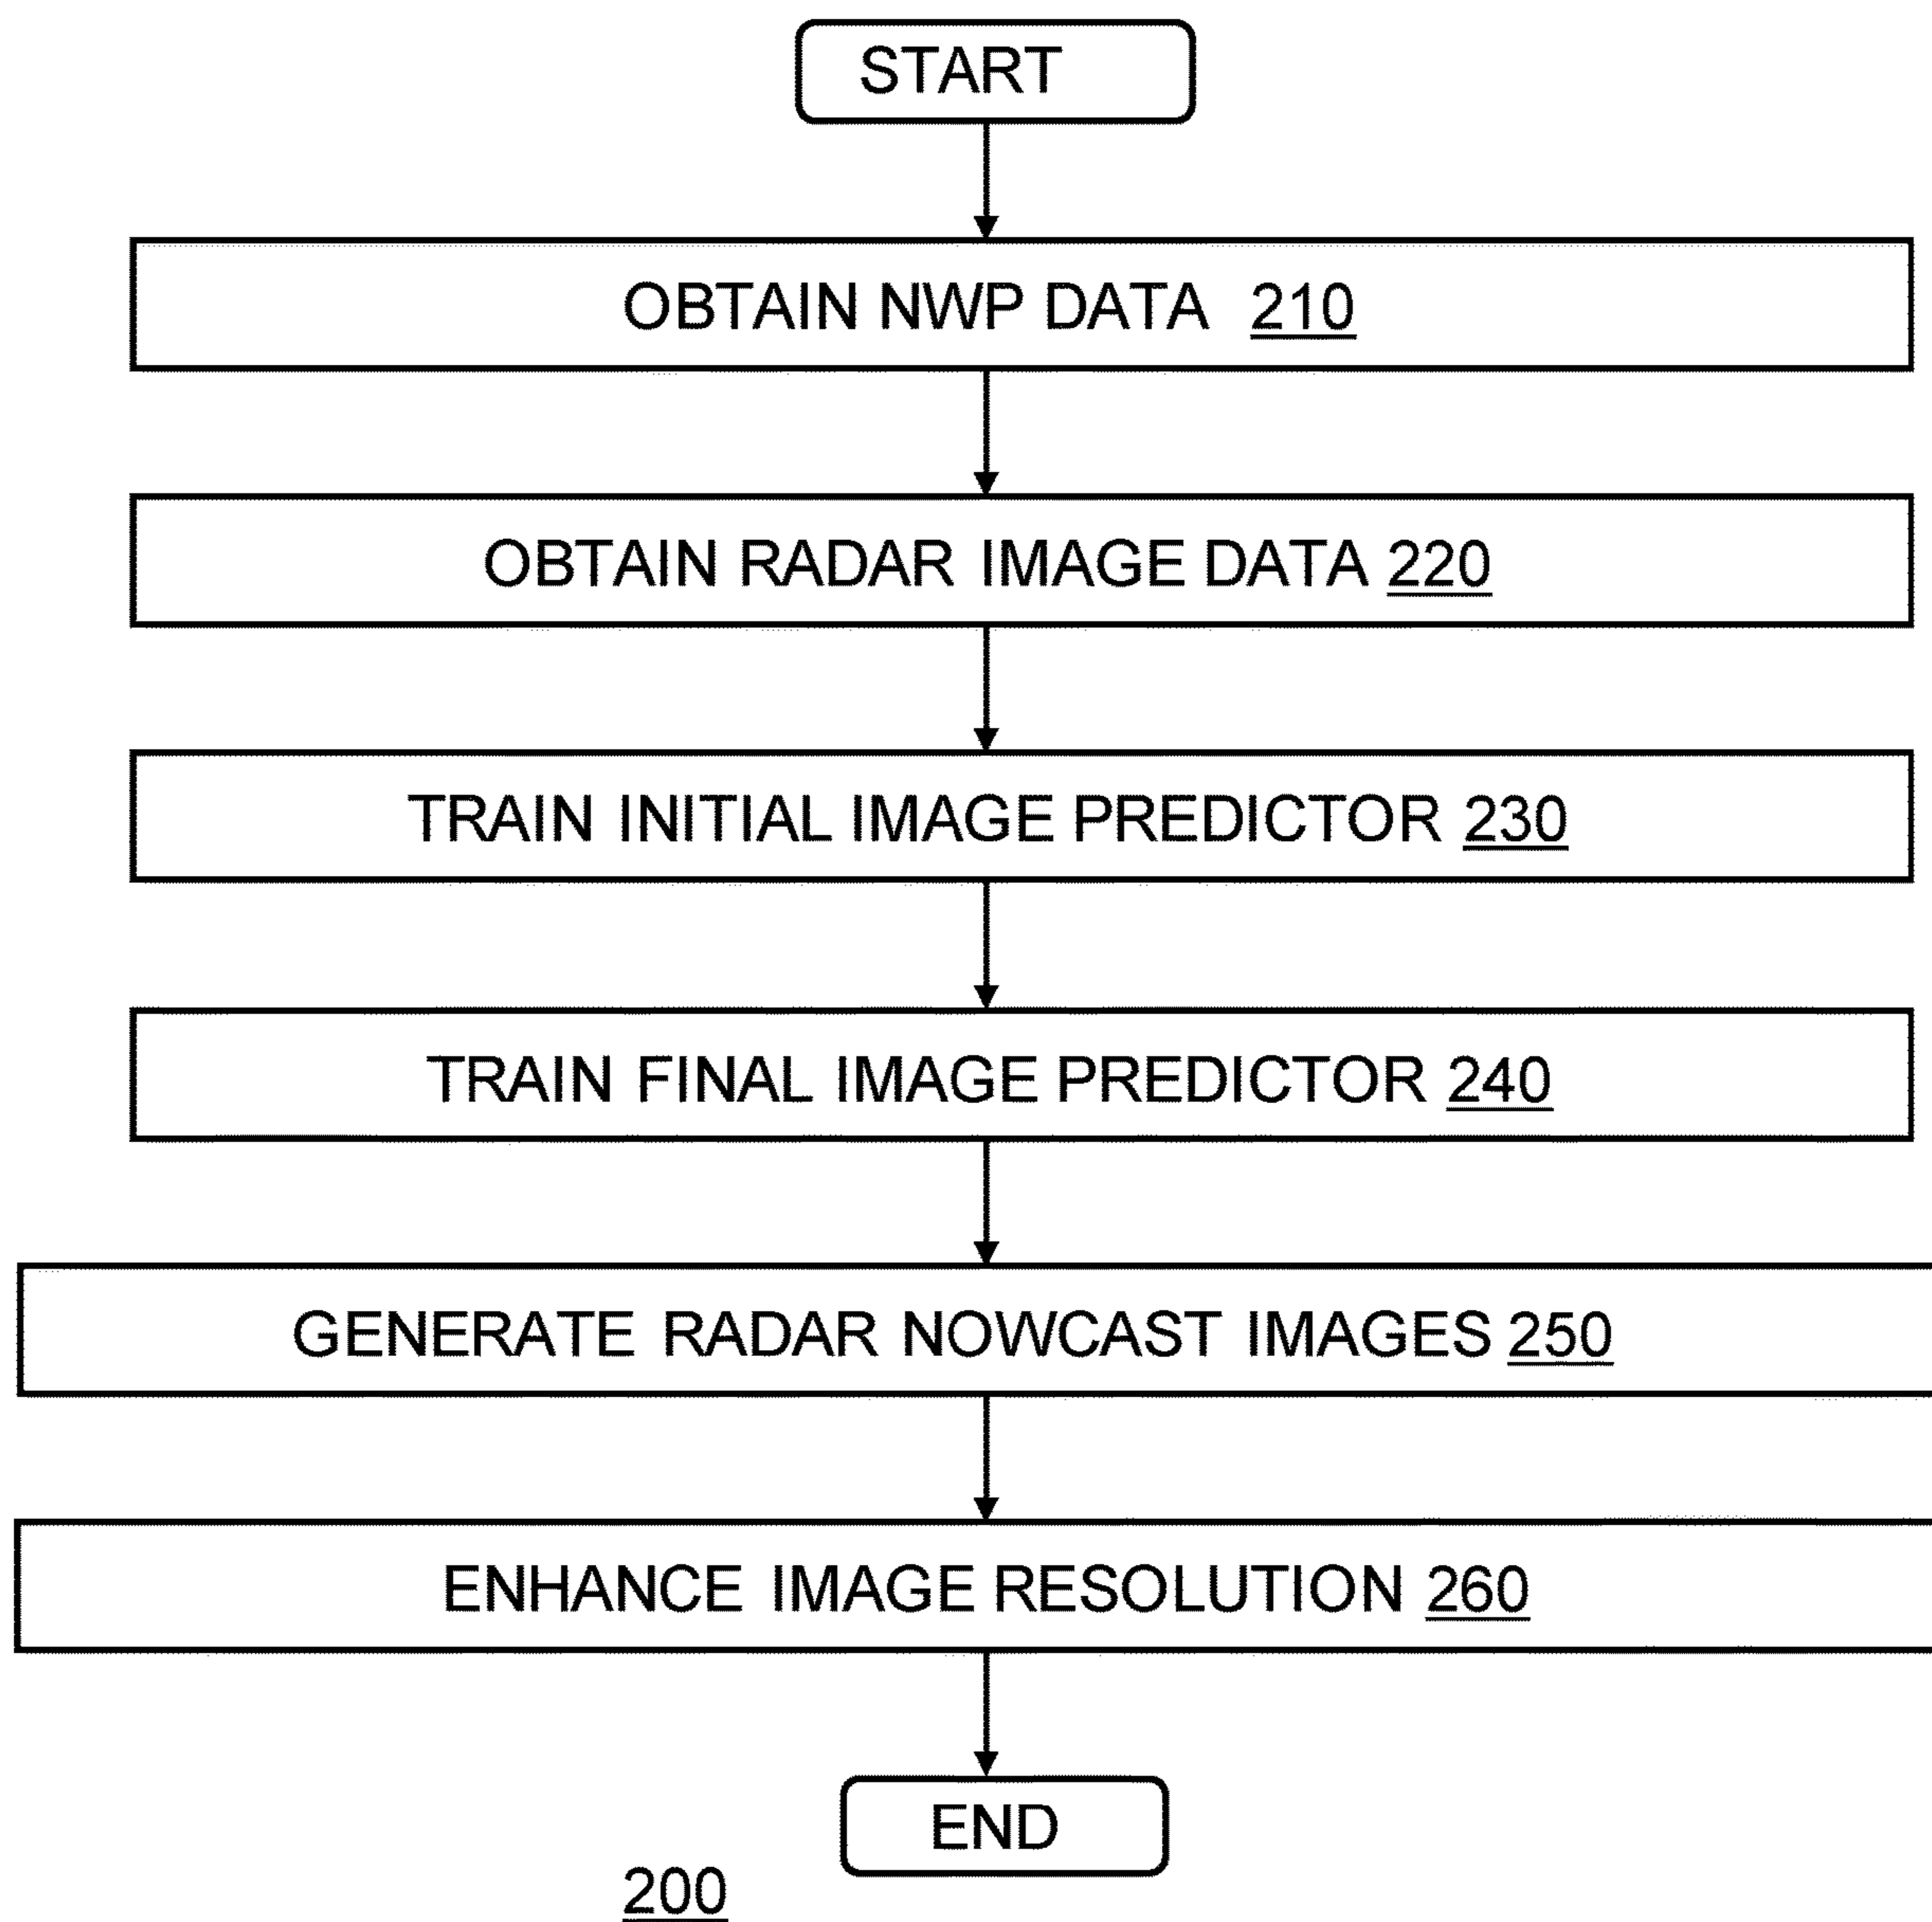 START
OBTAIN NWP DATA 210
OBTAIN RADAR IMAGE DATA 220
TRAIN INITIAL IMAGE PREDICTOR 230
TRAIN FINAL IMAGE PREDICTOR 240
GENERATE RADAR NOWCAST IMAGES 250
ENHANCE IMAGE RESOLUTION 260
END
200